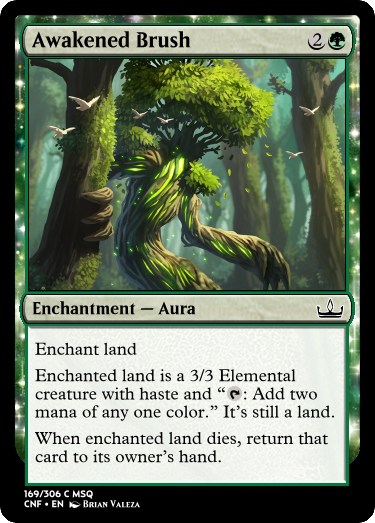 Awakened Brush 2
Enchantment — Aura
Enchant land
Enchanted land is a 3/3 Elemental
creature with haste and “: Add two
mana of any one color.” It’s still a land.
When enchanted land dies, return that
card to its owner’s hand.
169/306 C MSQ
CNF • EN Brian Valeza